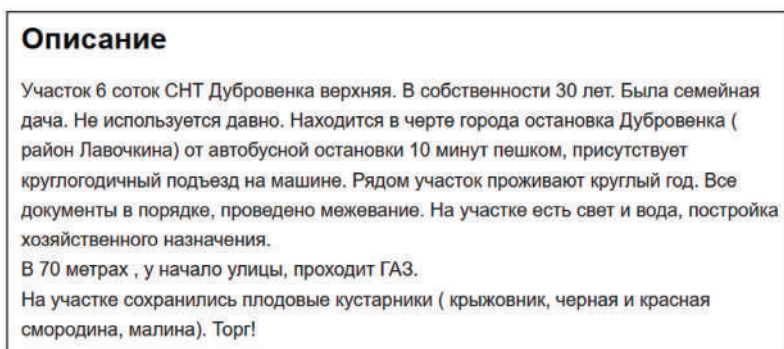 Описание
Участок 6 соток СНТ Дубровенка верхняя. В собственности 30 лет. Была семейная
дача. Не используется давно. Находится в черте города остановка Дубровенка (
район Лавочкина) от автобусной остановки 10 минут пешком, присутствует
круглогодичный подъезд на машине. Рядом участок проживают круглый год. Все
документы в порядке, проведено межевание. На участке есть свет и вода, постройка
хозяйственного назначения.
В 70 метрах , у начало улицы, проходит ГАЗ.
На участке сохранились плодовые кустарники ( крыжовник, черная и красная
смородина, малина). Торг!